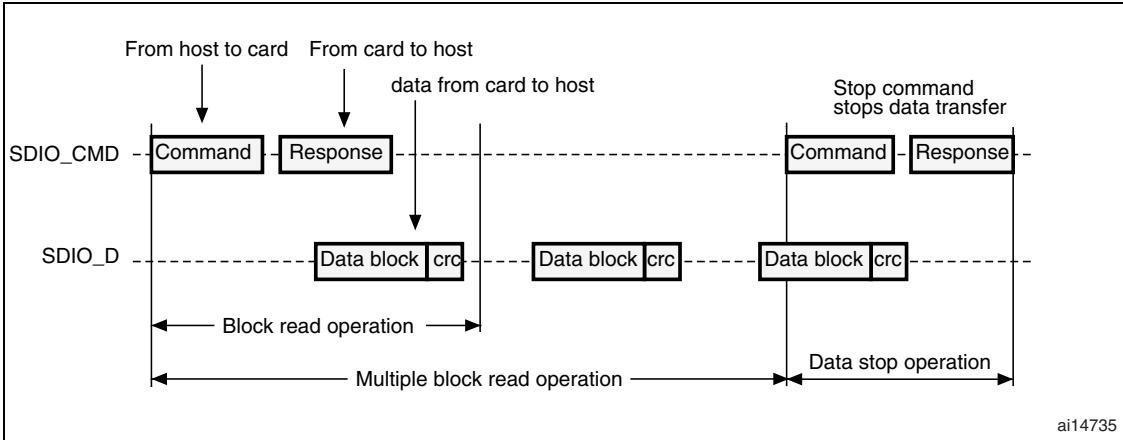 From host to card
From card to host
data from card to host
Stop command
stops data transfer
SDIO_CMD
Command
Response
Command
Response
SDIO_D
Data block
crc
Data block
crc
Data block
crc
Block read operation
Data stop operation
Multiple block read operation
ai14735